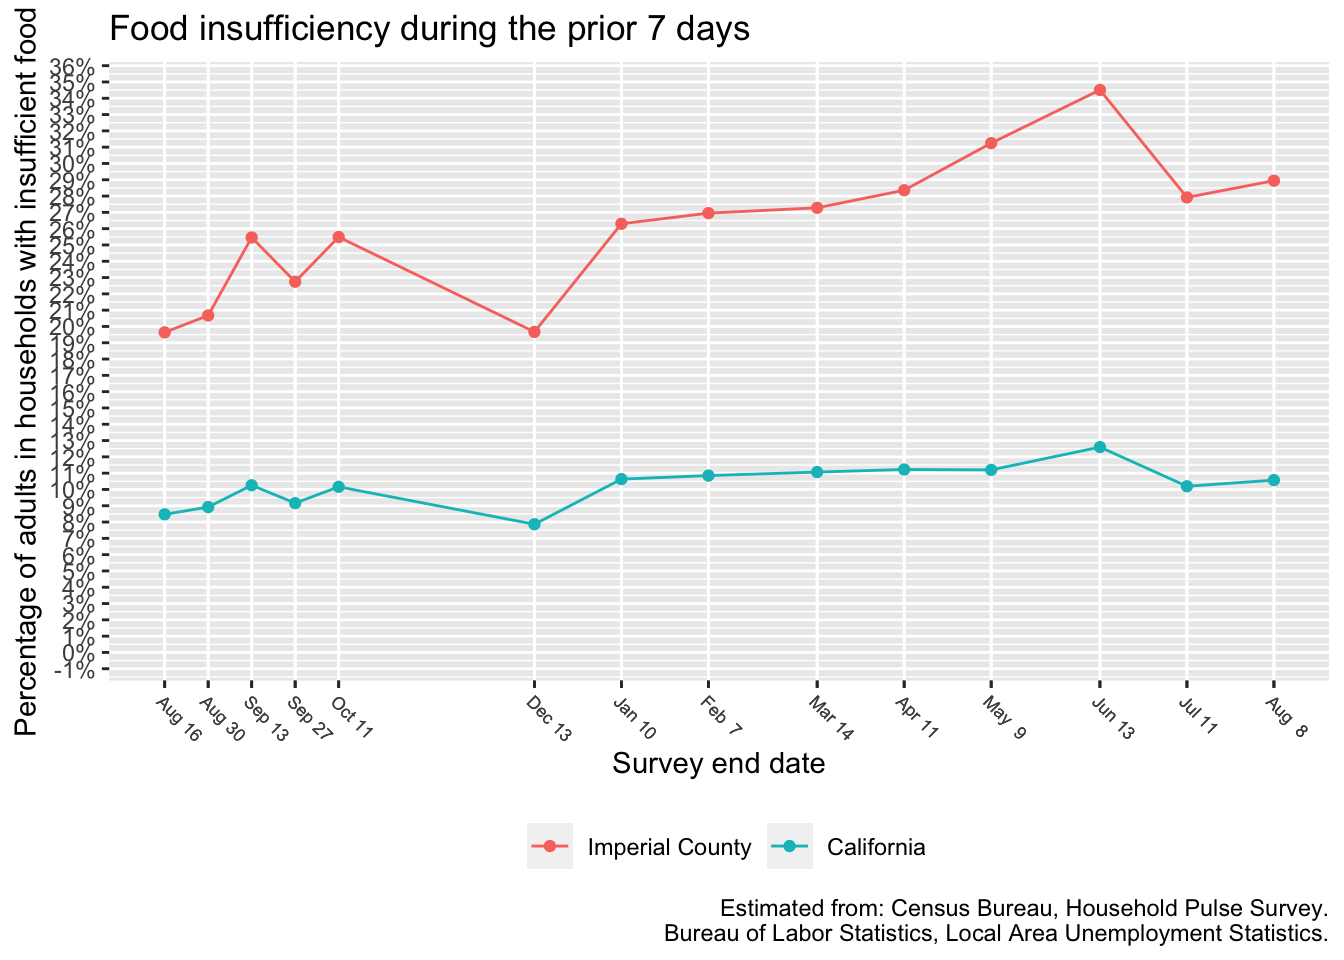 Food insufficiency during the prior 7 days
Percentage of adults in households with insufficient food
36%
35%
34%
33%
32%
31%
30%
29%
28%
27%
26%
25%
24%
23%
22%
21%
20%
19%
18%
17%
16%
15%
14%
13%
12%
11%
10%
9%
8%
7%
6%
5%
4%
3%
2%
1%
0%
-1%
Aug 16
Aug 30
Sep 13
Sep 27
Oct 11
Dec 13
Jan 10
Feb 7
Mar 14
Apr 11
May 9
Jun 13
Jul 11
Aug 8
Survey end date
Imperial County
California
Estimated from: Census Bureau, Household Pulse Survey.
Bureau of Labor Statistics, Local Area Unemployment Statistics.